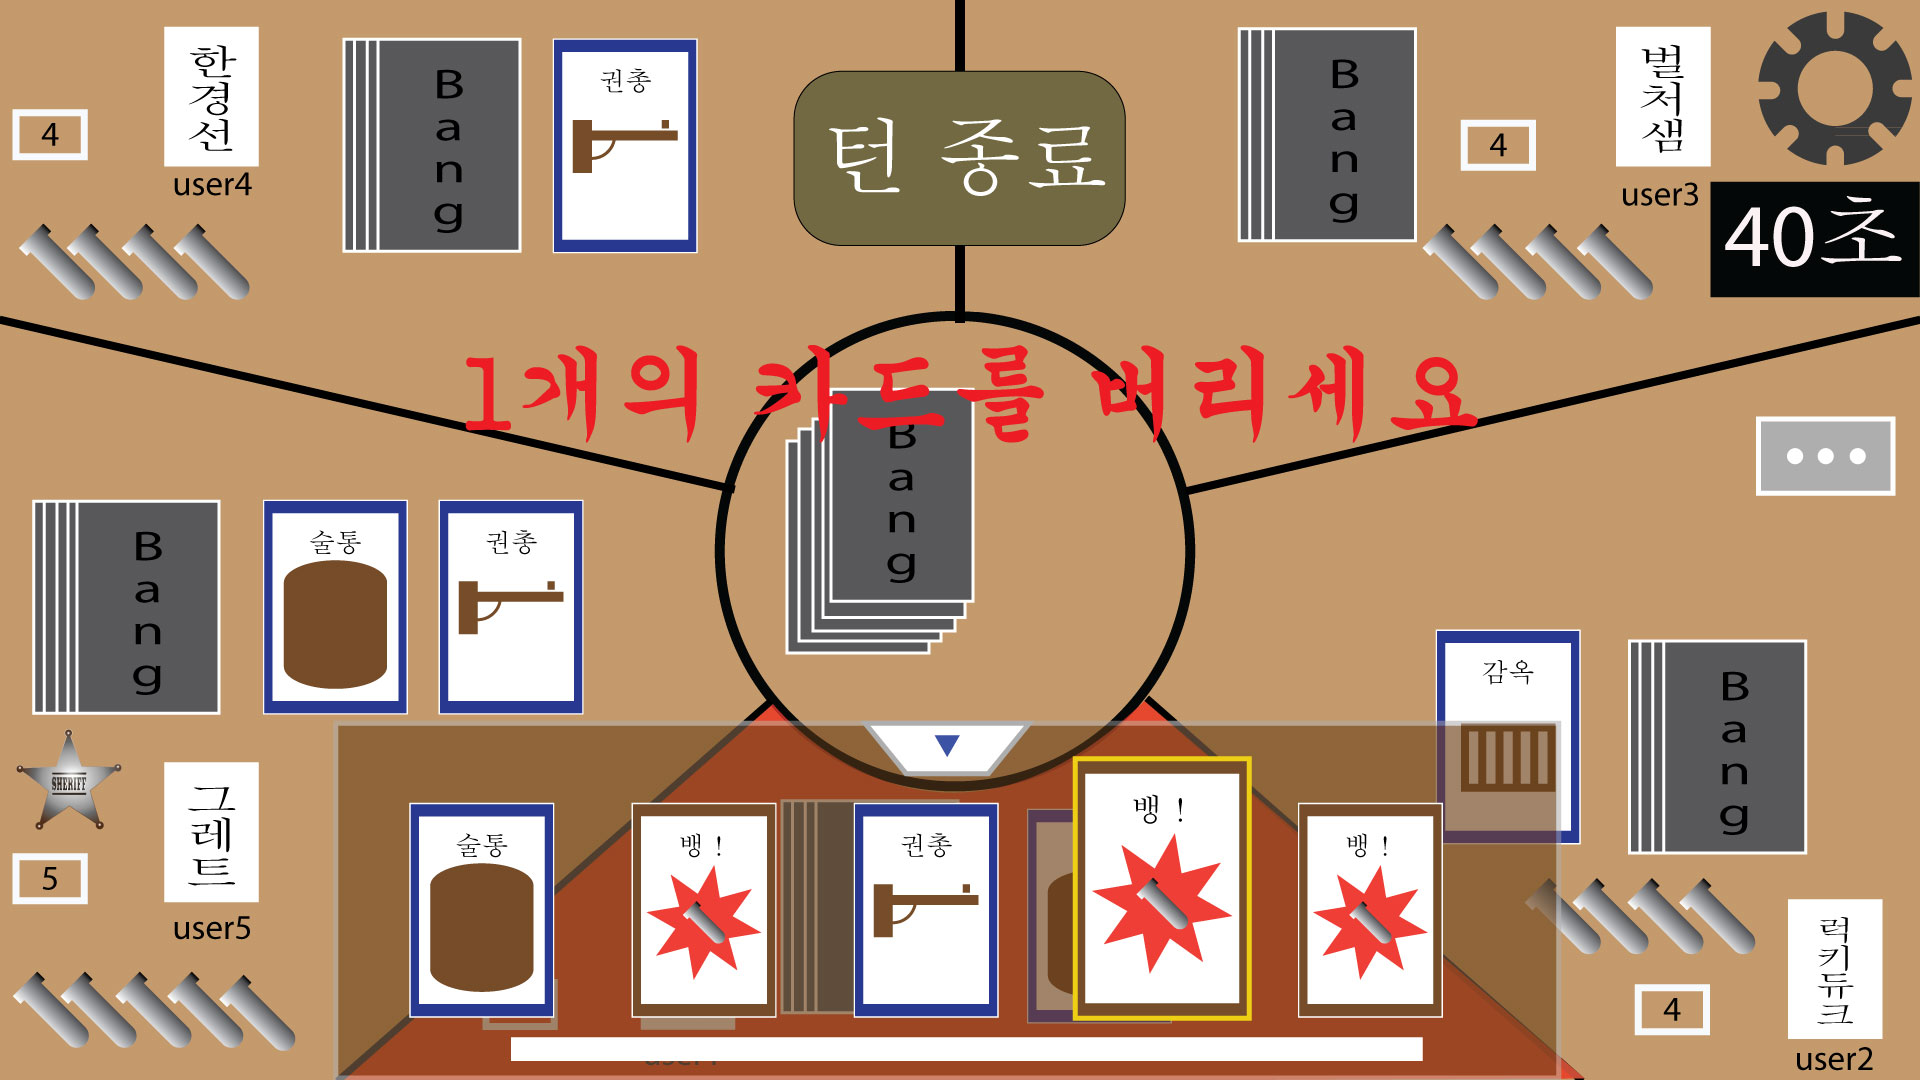 한경선
4
user4
Bang
권총
턴 종료
Bang
4
벌처샘
user3
40초
1개의 카드를 버리세요
Bang
Bang
술통
권총
SHERIFF
그레트
5
user5
감옥
Bang
술통
뱅 !
권총
뱅 !
뱅 !
4
럭키듀크
user2